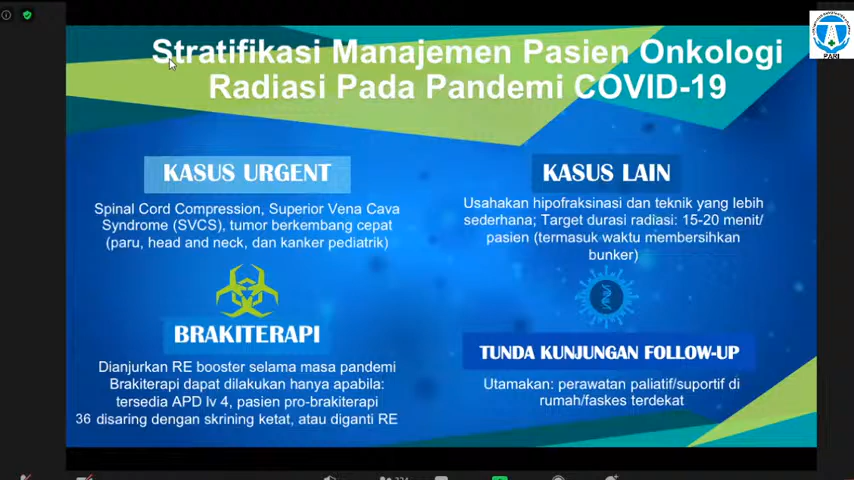 Stratifikasi Manajemen Pasien Onkologi
Radiasi Pada Pandemi COVID-19
PARI
KASUS URGENT
Spinal Cord Compression, Superior Vena Cava
Syndrome (SVCS), tumor berkembang cepat
(paru, head and neck, dan kanker pediatrik)
KASUS LAIN
Usahakan hipofraksinasi dan teknik yang lebih
sederhana; Target durasi radiasi: 15-20 menit/
pasien (termasuk waktu membersihkan
bunker)
BRAKITERAPI
Dianjurkan RE booster selama masa pandemi
Brakiterapi dapat dilakukan hanya apabila:
tersedia APD lv 4, pasien pro-brakiterapi
disaring dengan skrining ketat, atau diganti RE
36
TUNDA KUNJUNGAN FOLLOW-UP
Utamakan: perawatan paliatif/suportif di
rumah/faskes terdekat